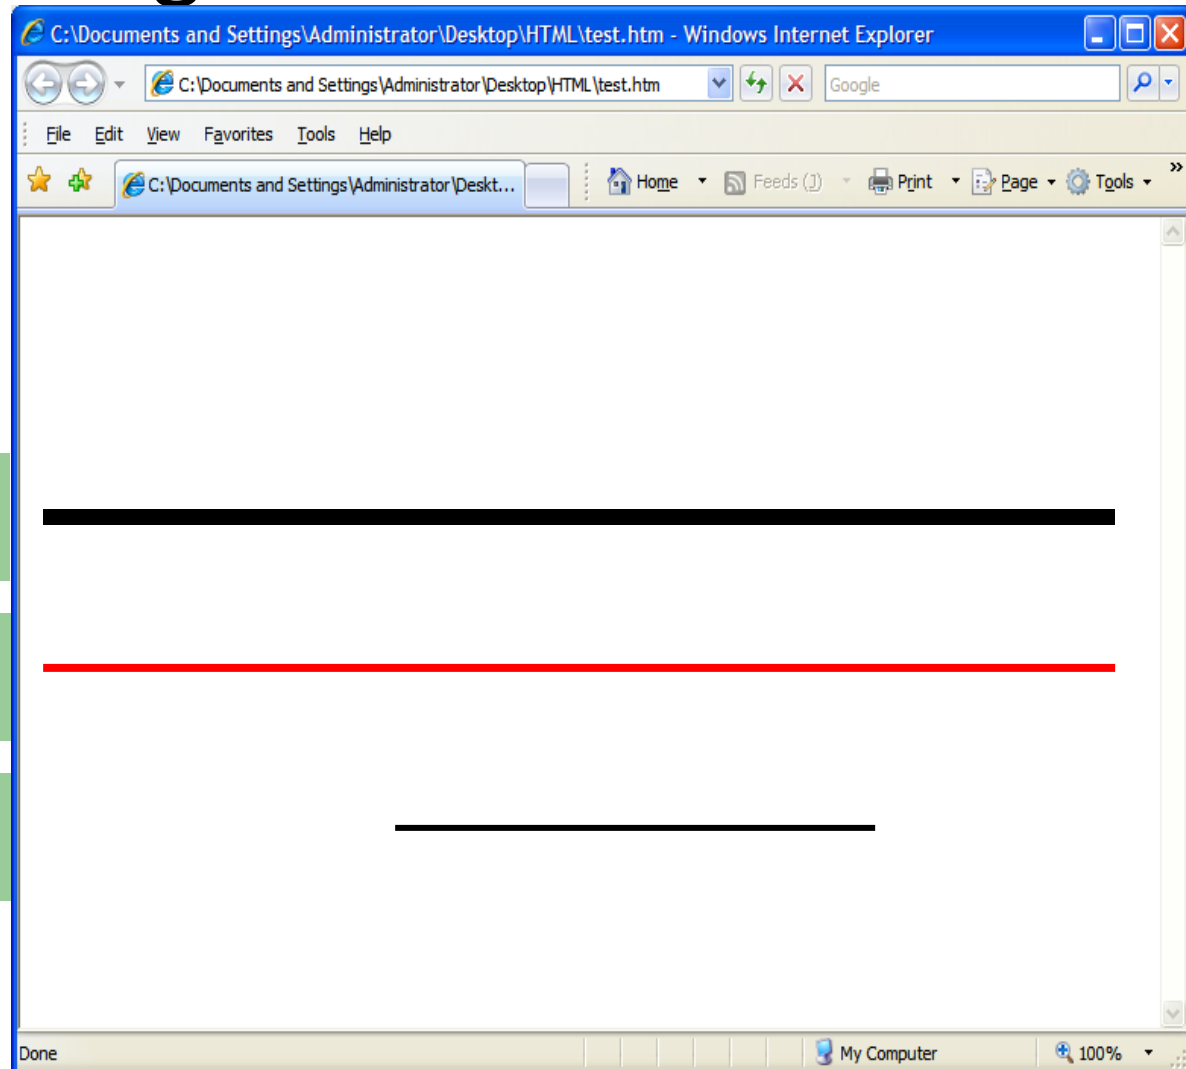 C:\Documents and Settings\Administrator\Desktop\HTML\test.htm - Windows Internet Explorer
C:\Documents and Settings\Administrator\Desktop\HTML\test.htm Google
File Edit View Favorites Tools Help
C:\Documents and Settings\Administrator\Deskt... Home Feeds (J) Print Page Tools »
Done My Computer 100%